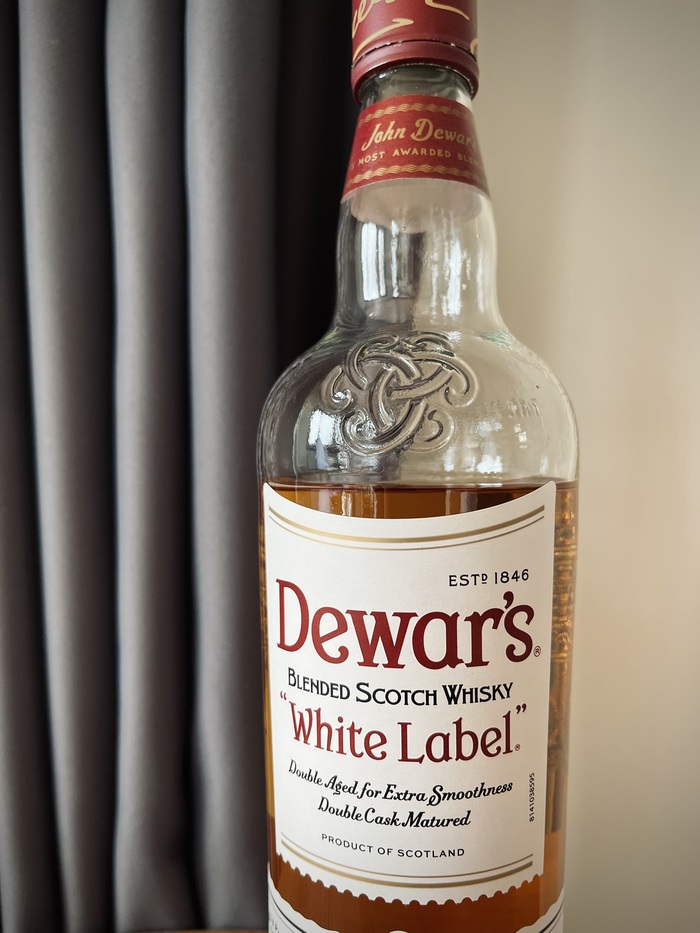 John Dewar
MOST AWARDED
ESTD 1846
Dewar's®
BLENDED SCOTCH WHISKY
“White Label”®
Double Aged for Extra Smoothness
Double Cask Matured
PRODUCT OF SCOTLAND
8141038595